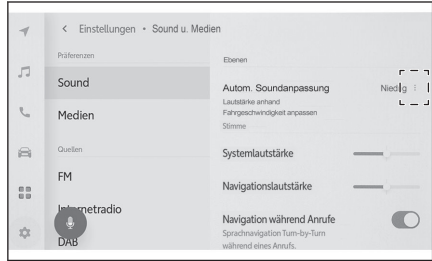 Einstellungen • Sound u. Medien
Präferenzen
Sound
Medien
Quellen
FM
Internetradio
DAB
Ebenen
Autom. Soundanpassung
Niedrig
Lautstärke anhand
Fahrgeschwindigkeit anpassen
Stimme
Systemlautstärke
Navigationslautstärke
Navigation während Anrufe
Sprachnavigation Turn-by-Turn
während eines Anrufs.